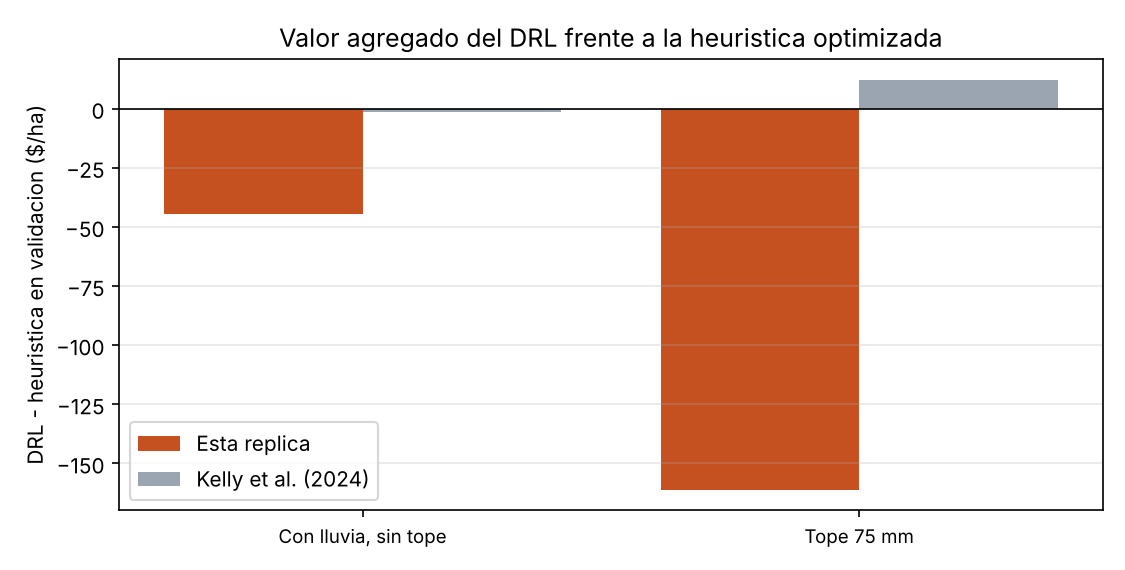 Valor agregado del DRL frente a la heuristica optimizada
DRL - heuristica en validacion ($/ha)
0
−25
−50
−75
−100
−125
−150
Esta replica
Kelly et al. (2024)
Con lluvia, sin tope
Tope 75 mm